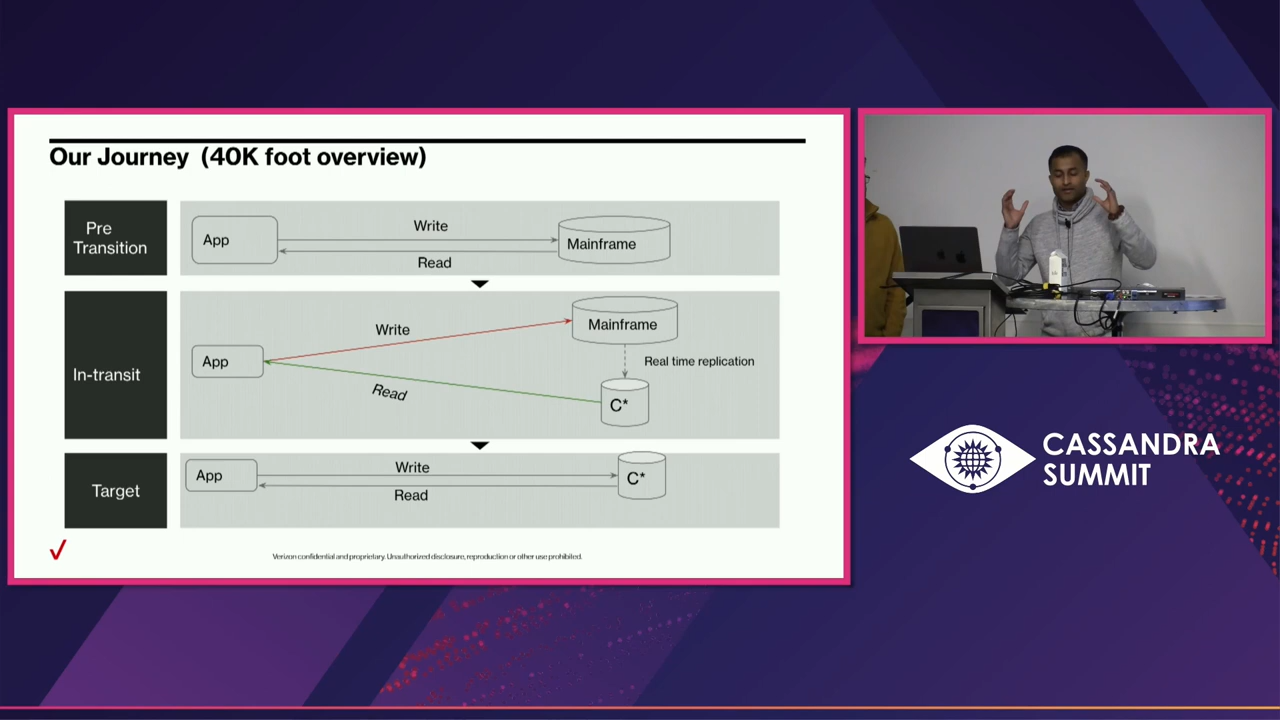 Our Journey (40K foot overview)
Pre
Transition
App
Write
Read
Mainframe
In-transit
App
Write
Read
Mainframe
Real time replication
C*
Target
App
Write
Read
C*
Verizon confidential and proprietary. Unauthorized disclosure, reproduction or other use prohibited.
CASSANDRA
SUMMIT